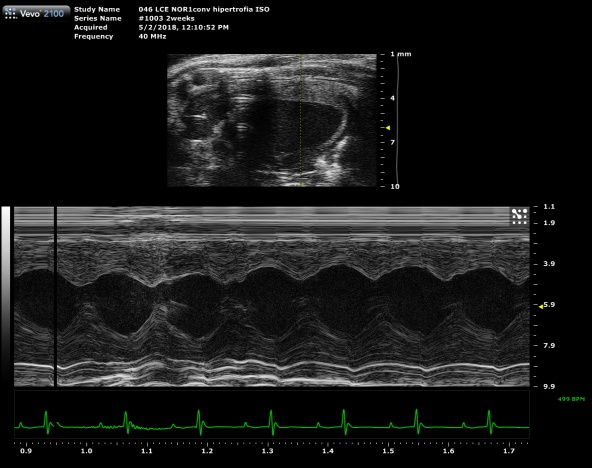 Vevo 2100
Study Name 046 LCE NOR1conv hipertrofia ISO
Series Name #1003 2weeks
Acquired 5/2/2018, 12:10:52 PM
Frequency 40 MHz
1 mm
4
7
10
1.1
1.9
3.9
5.9
7.9
9.9
499 BPM
0.9 1.0 1.1 1.2 1.3 1.4 1.5 1.6 1.7